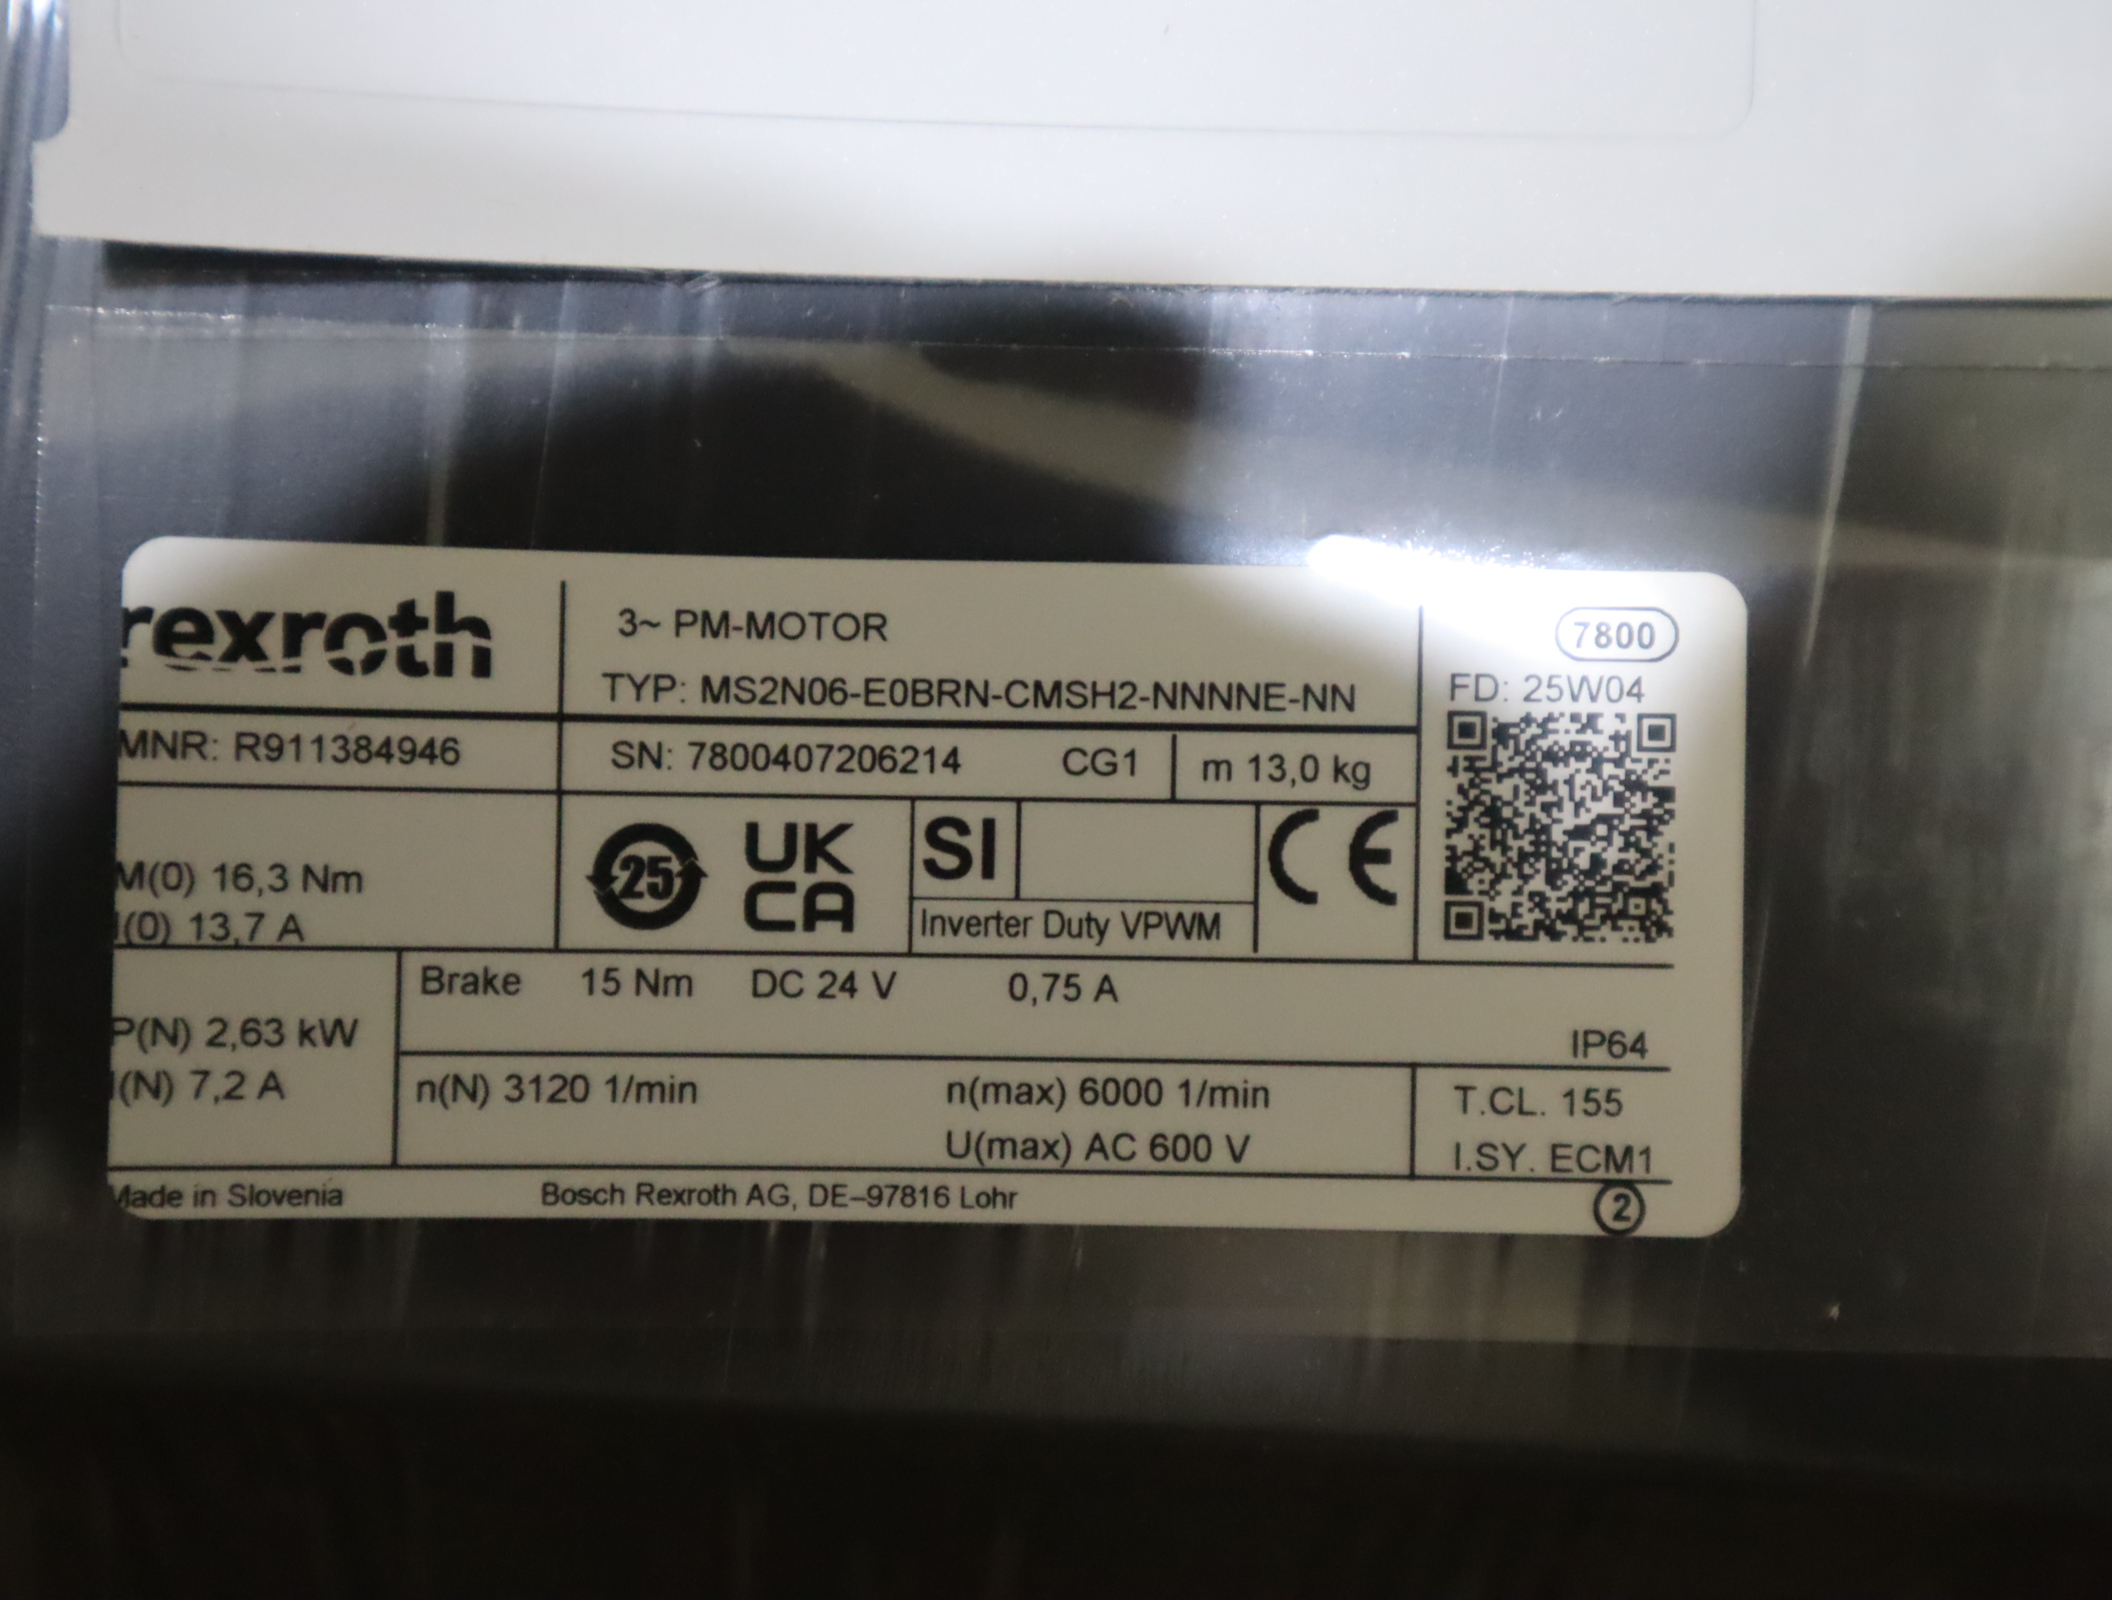 rexroth
3~ PM-MOTOR
7800
TYP: MS2N06-E0BRN-CMSH2-NNNNE-NN
FD: 25W04
MNR: R911384946
SN: 7800407206214 CG1 m 13,0 kg
M(0) 16,3 Nm
25
UK
CA
SI
CE
I(0) 13,7 A
Inverter Duty VPWM
Brake 15 Nm DC 24 V 0,75 A
P(N) 2,63 kW
IP64
I(N) 7,2 A
n(N) 3120 1/min n(max) 6000 1/min
T.CL. 155
U(max) AC 600 V
I.SY. ECM1
Made in Slovenia Bosch Rexroth AG, DE–97816 Lohr
2